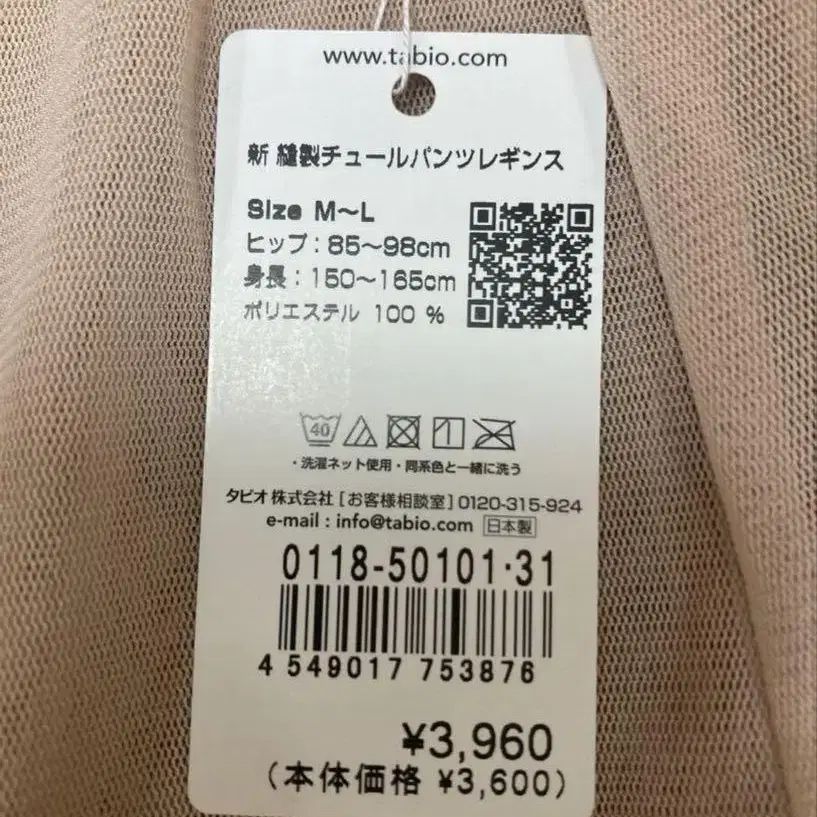 www.tabio.com
新 縫製チュールパンツレギンス
Size M～L
ヒップ：85～98cm
身長：150～165cm
ポリエステル 100 %
40
・洗濯ネット使用・同系色と一緒に洗う
タビオ 株式会社 [お客様相談室] 0120-315-924
e-mail : info@tabio.com 日本製
0118-50101・31
4 549017 753876
¥3,960
（本体価格 ¥3,600）